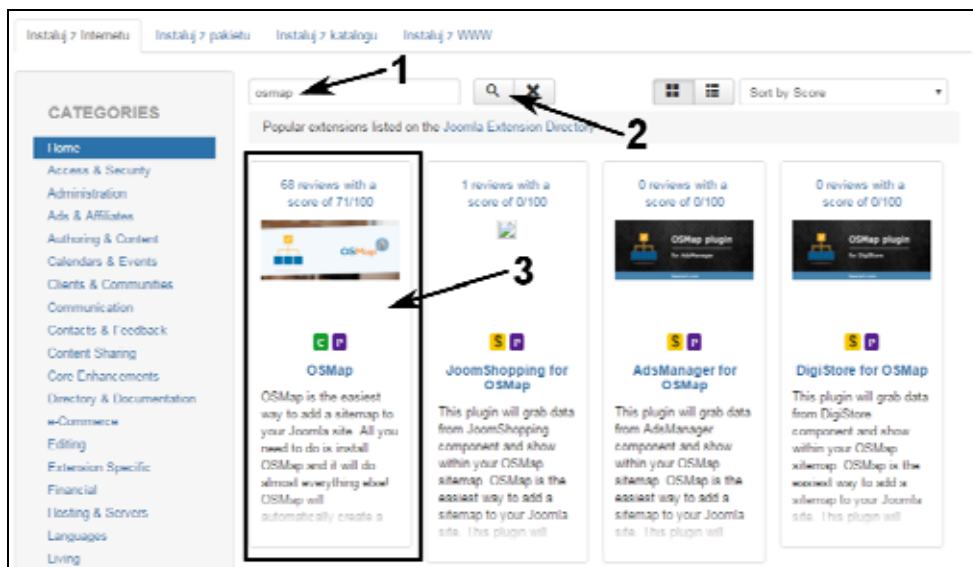 Instaluj z Internetu Instaluj z pakietu Instaluj z katalogu Instaluj z WWW
1
osmap
Sort by Score
2
CATEGORIES
Popular extensions listed on the Joomla Extension Directory
Home
Access & Security
Administration
Ads & Affiliates
Authoring & Content
Calendars & Events
Clients & Communities
Communication
Contacts & Feedback
Content Sharing
Core Enhancements
Directory & Documentation
e-Commerce
Editing
Extension Specific
Financial
Hosting & Servers
Languages
Living
68 reviews with a
score of 71/100
OSMap
3
C P
OSMap
OSMap is the easiest
way to add a sitemap to
your Joomla site. All you
need to do is install
OSMap and it will do
almost everything else!
OSMap will
automatically create a
1 reviews with a
score of 0/100
S P
JoomShopping for
OSMap
This plugin will grab data
from JoomShopping
component and show
within your OSMap
sitemap. OSMap is the
easiest way to add a
sitemap to your Joomla
site. This plugin will
0 reviews with a
score of 0/100
OSMap plugin
for AdsManager
S P
AdsManager for
OSMap
This plugin will grab data
from AdsManager
component and show
within your OSMap
sitemap. OSMap is the
easiest way to add a
sitemap to your Joomla
site. This plugin will
0 reviews with a
score of 0/100
OSMap plugin
for DigiStore
S P
DigiStore for OSMap
This plugin will grab data
from DigiStore
component and show
within your OSMap
sitemap. OSMap is the
easiest way to add a
sitemap to your Joomla
site. This plugin will